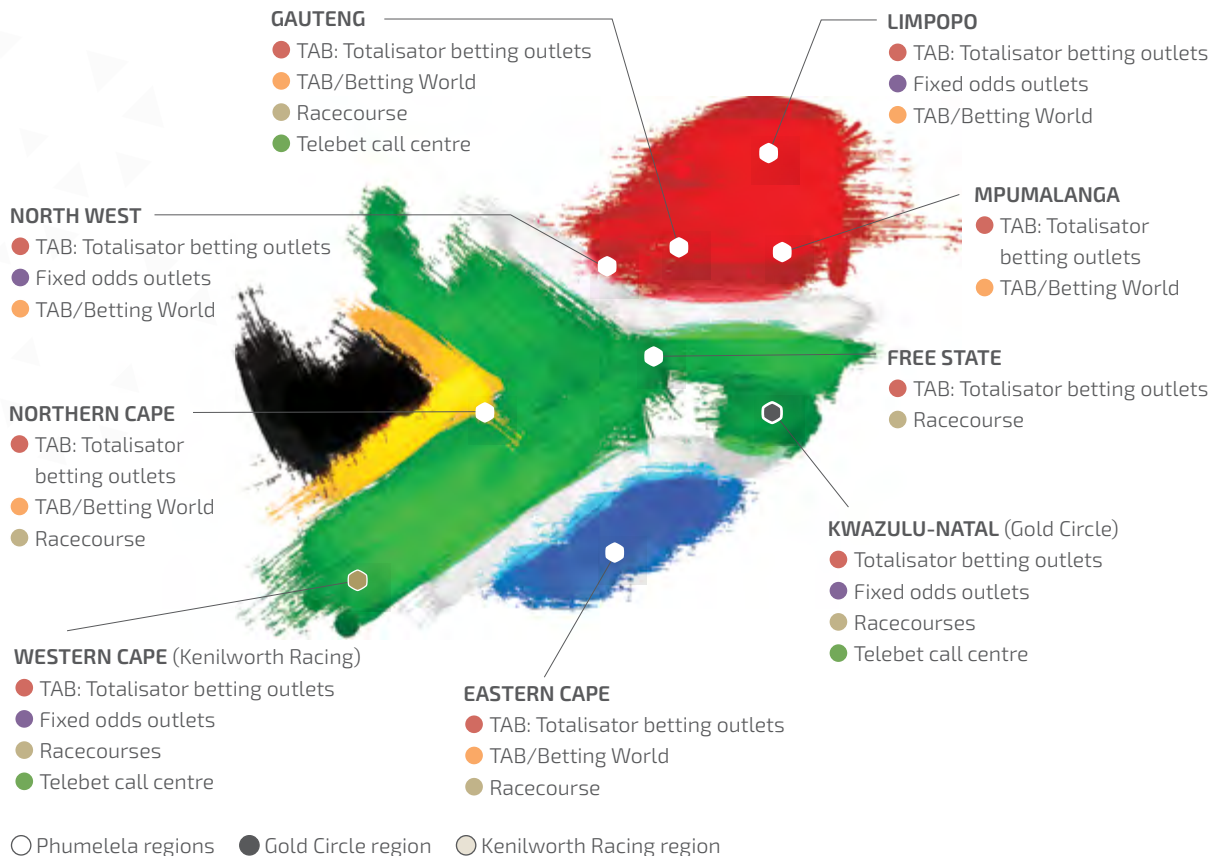 GAUTENG
TAB: Totalisator betting outlets
TAB/Betting World
Racecourse
Telebet call centre
LIMPOPO
TAB: Totalisator betting outlets
Fixed odds outlets
TAB/Betting World
NORTH WEST
TAB: Totalisator betting outlets
Fixed odds outlets
TAB/Betting World
MPUMALANGA
TAB: Totalisator
betting outlets
TAB/Betting World
FREE STATE
TAB: Totalisator betting outlets
Racecourse
NORTHERN CAPE
TAB: Totalisator
betting outlets
TAB/Betting World
Racecourse
KWAZULU-NATAL (Gold Circle)
Totalisator betting outlets
Fixed odds outlets
Racecourses
Telebet call centre
WESTERN CAPE (Kenilworth Racing)
TAB: Totalisator betting outlets
Fixed odds outlets
Racecourses
Telebet call centre
EASTERN CAPE
TAB: Totalisator betting outlets
TAB/Betting World
Racecourse
Phumelela regions Gold Circle region Kenilworth Racing region